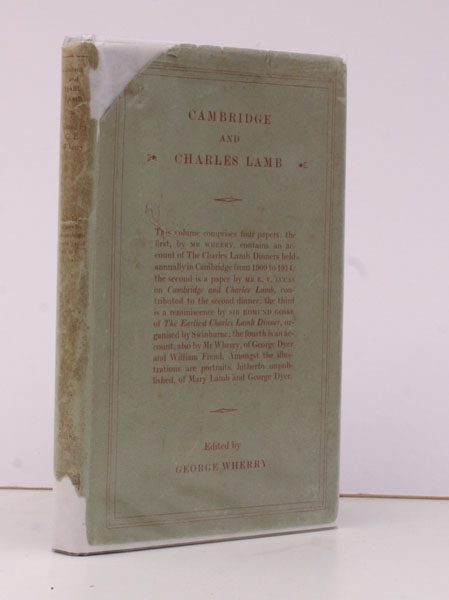 CAMBRIDGE
AND
CHARLES LAMB
This volume comprises four papers: the
first, by MR WHERRY, contains an ac-
count of The Charles Lamb Dinners held
annually in Cambridge from 1909 to 1914;
the second is a paper by MR E. V. LUCAS
on Cambridge and Charles Lamb, con-
tributed to the second dinner; the third
is a reminiscence by SIR EDMUND GOSSE
of The Earliest Charles Lamb Dinner, or-
ganised by Swinburne; the fourth is an ac-
count, also by Mr Wherry, of George Dyer
and William Frend. Amongst the illus-
trations are portraits, hitherto unpub-
lished, of Mary Lamb and George Dyer.
Edited by
GEORGE WHERRY